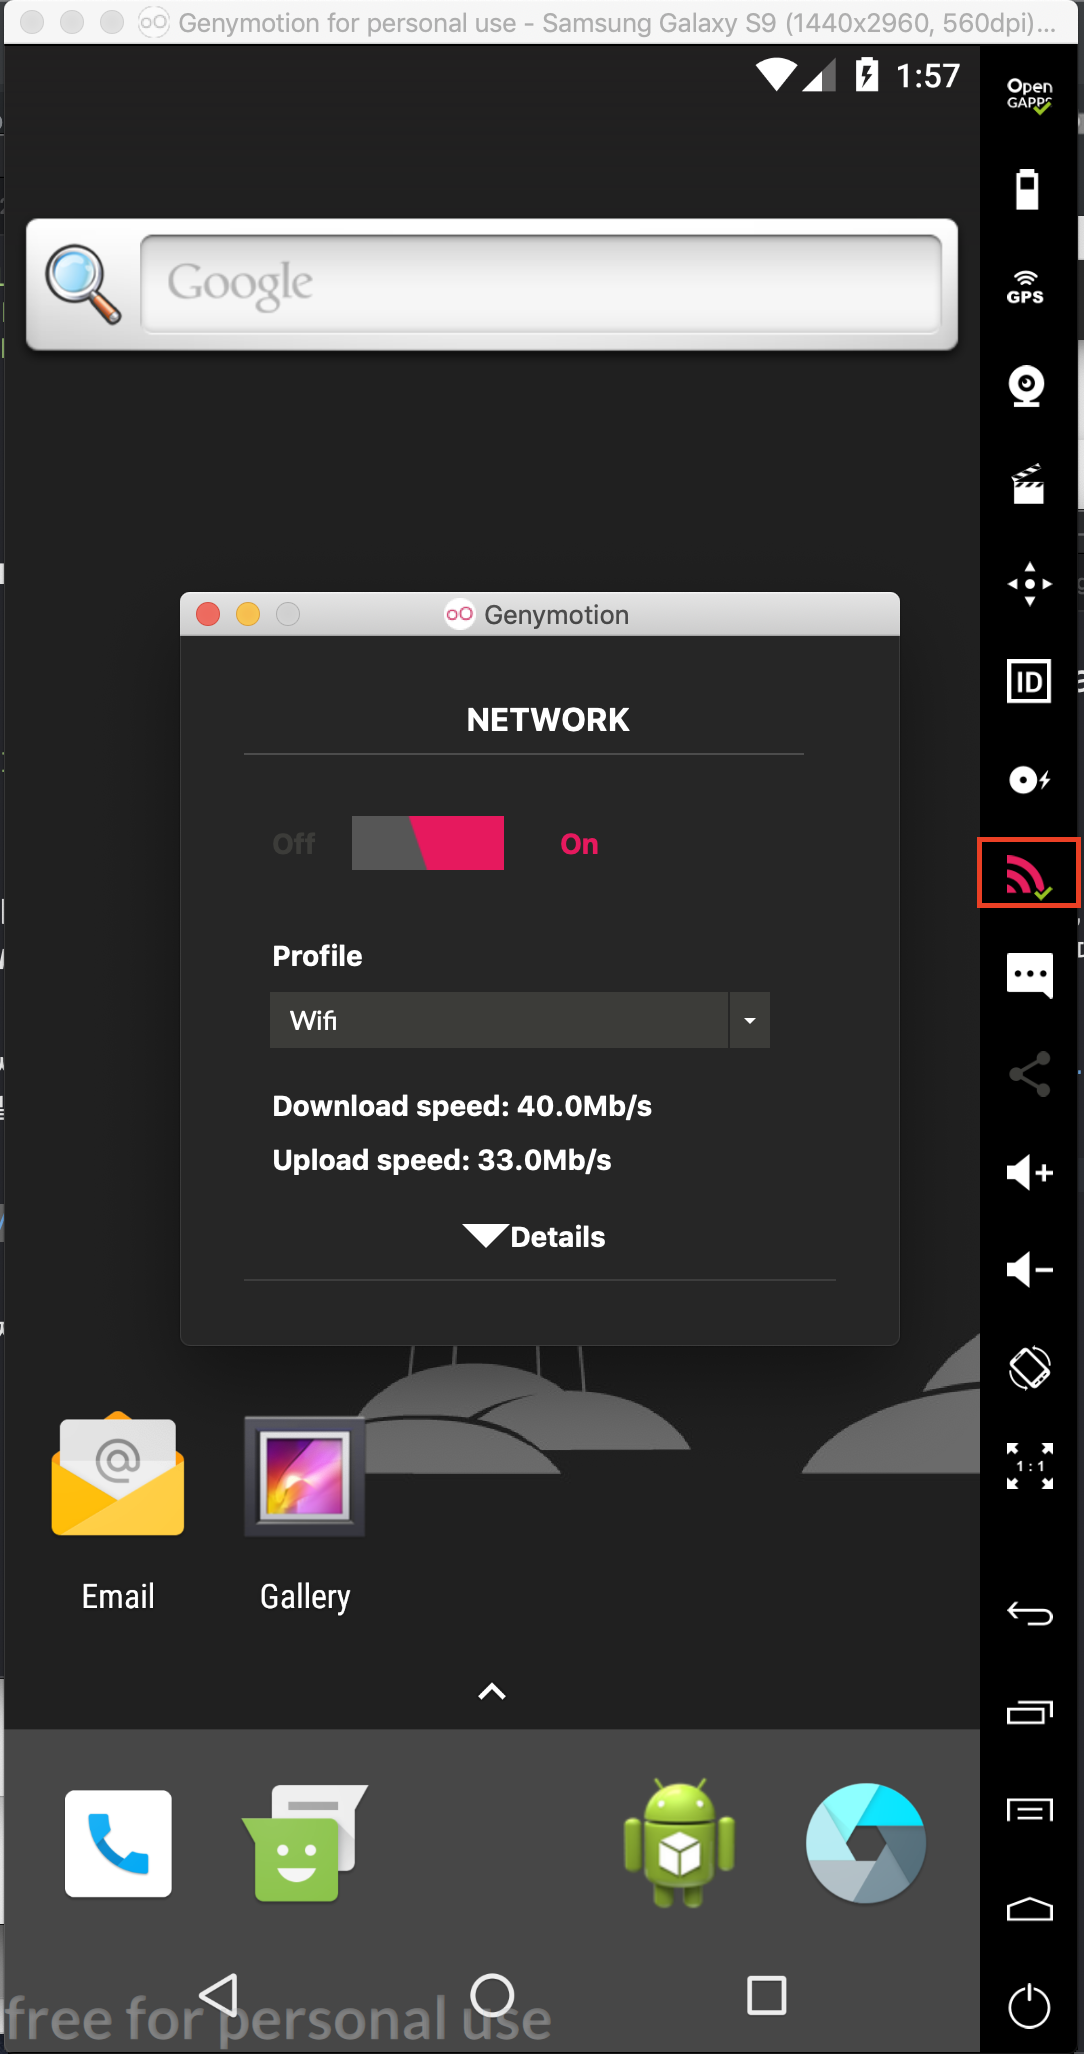 Genymotion for personal use - Samsung Galaxy S9 (1440x2960, 560dpi)...
1:57
Open
GAPPS
Google
GPS
Genymotion
ID
NETWORK
Off On
Profile
Wifi
Download speed: 40.0Mb/s
Upload speed: 33.0Mb/s
Details
1 : 1
Email Gallery
free for personal use